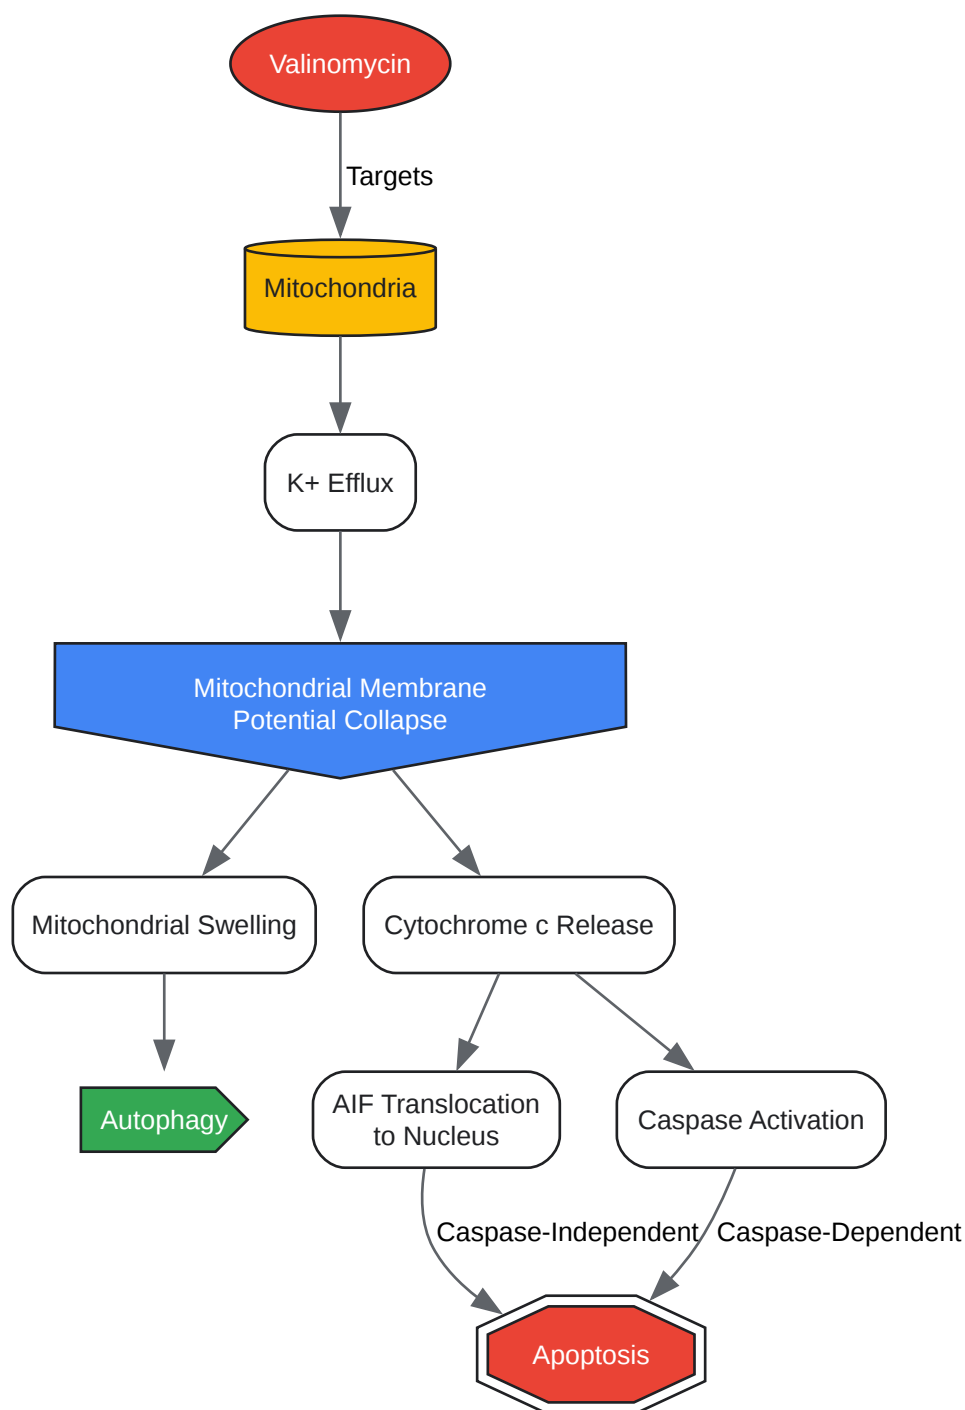 Valinomycin
Targets
Mitochondria
K+ Efflux
Mitochondrial Membrane
Potential Collapse
Mitochondrial Swelling
Cytochrome c Release
Autophagy
AIF Translocation
to Nucleus
Caspase Activation
Caspase-Independent
Caspase-Dependent
Apoptosis